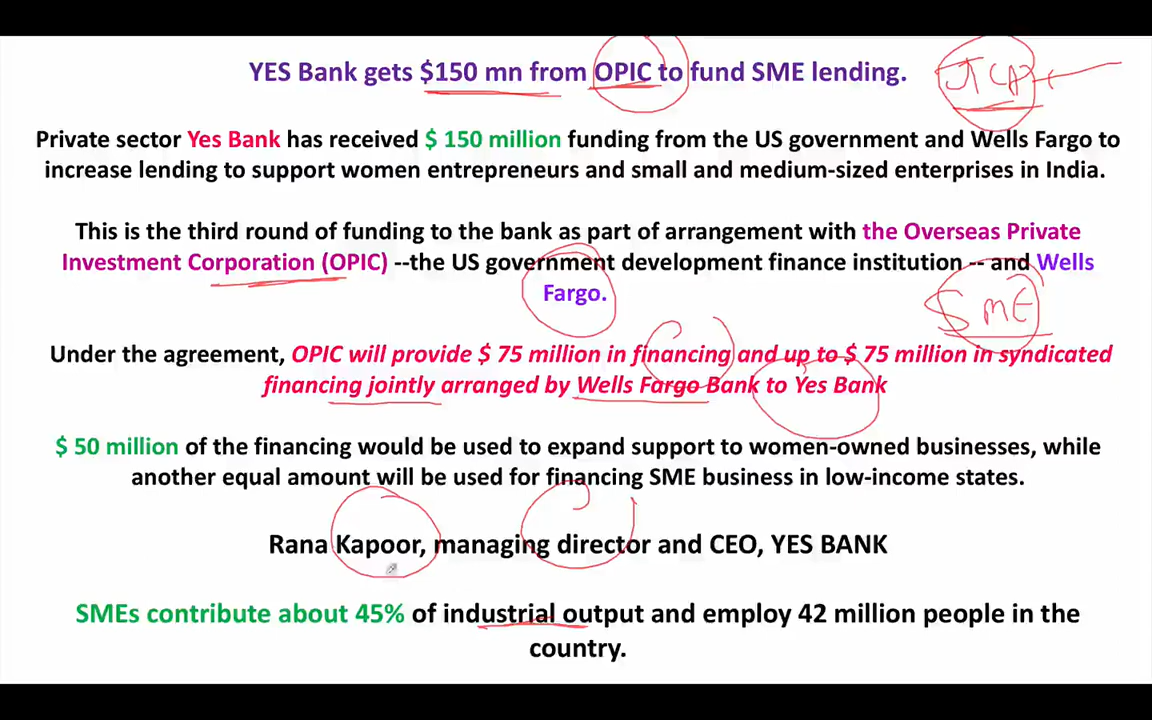 YES Bank gets $150 mn from OPIC to fund SME lending.
Private sector Yes Bank has received $ 150 million funding from the US government and Wells Fargo to
increase lending to support women entrepreneurs and small and medium-sized enterprises in India.
This is the third round of funding to the bank as part of arrangement with the Overseas Private
Investment Corporation (OPIC) --the US government development finance institution -- and Wells
Fargo.
SME
Under the agreement, OPIC will provide $ 75 million in financing and up to $ 75 million in syndicated
financing jointly arranged by Wells Fargo Bank to Yes Bank
$ 50 million of the financing would be used to expand support to women-owned businesses, while
another equal amount will be used for financing SME business in low-income states.
Rana Kapoor, managing director and CEO, YES BANK
SMEs contribute about 45% of industrial output and employ 42 million people in the
country.